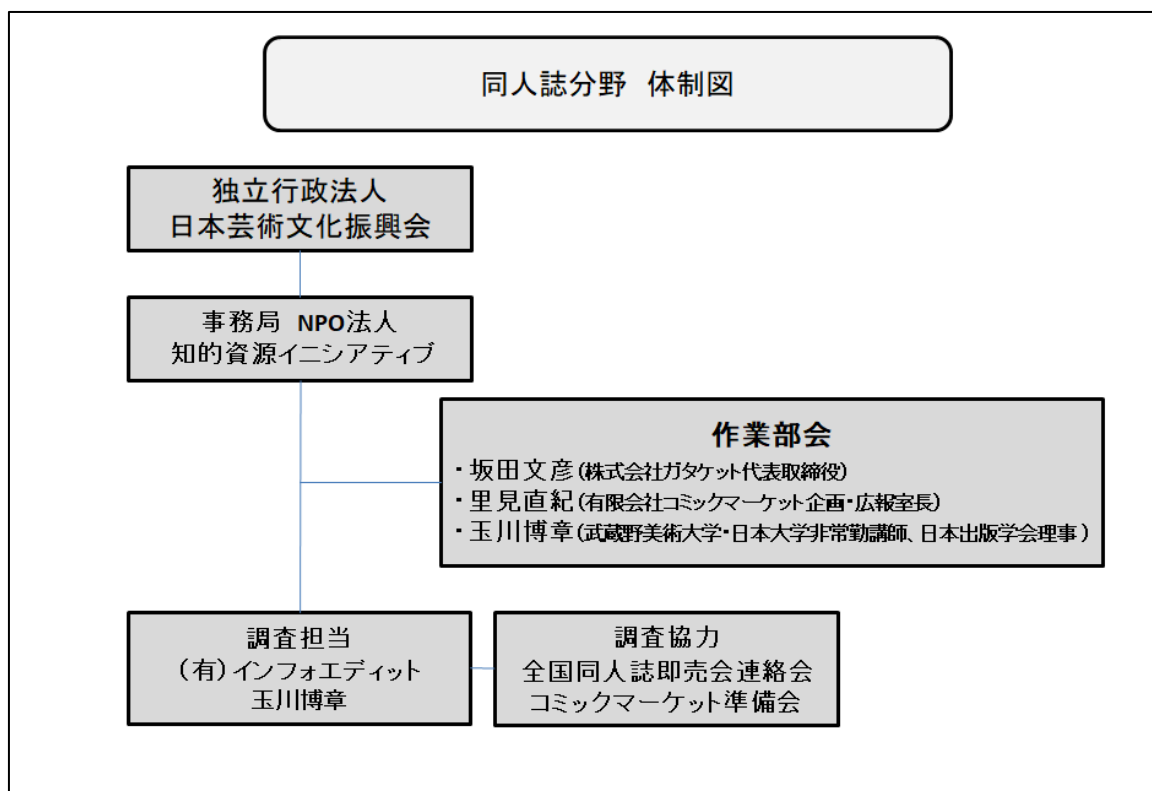 同人誌分野 体制図
独立行政法人
日本芸術文化振興会
事務局 NPO法人
知的資源イニシアティブ
作業部会
・坂田文彦(株式会社ガタケット代表取締役)
・里見直紀(有限会社コミックマーケット企画・広報室長)
・玉川博章(武蔵野美術大学・日本大学非常勤講師、日本出版学会理事)
調査担当
(有)インフォエディット
玉川博章
調査協力
全国同人誌即売会連絡会
コミックマーケット準備会